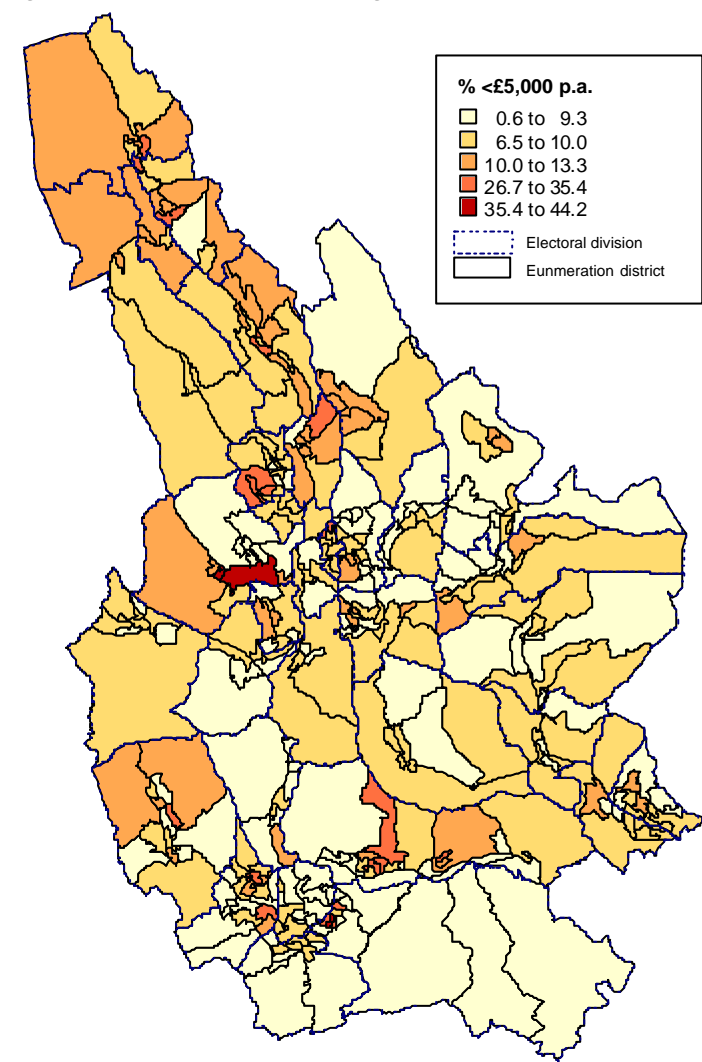 % <£5,000 p.a.
0.6 to 9.3
6.5 to 10.0
10.0 to 13.3
26.7 to 35.4
35.4 to 44.2
Electoral division
Eunmeration district